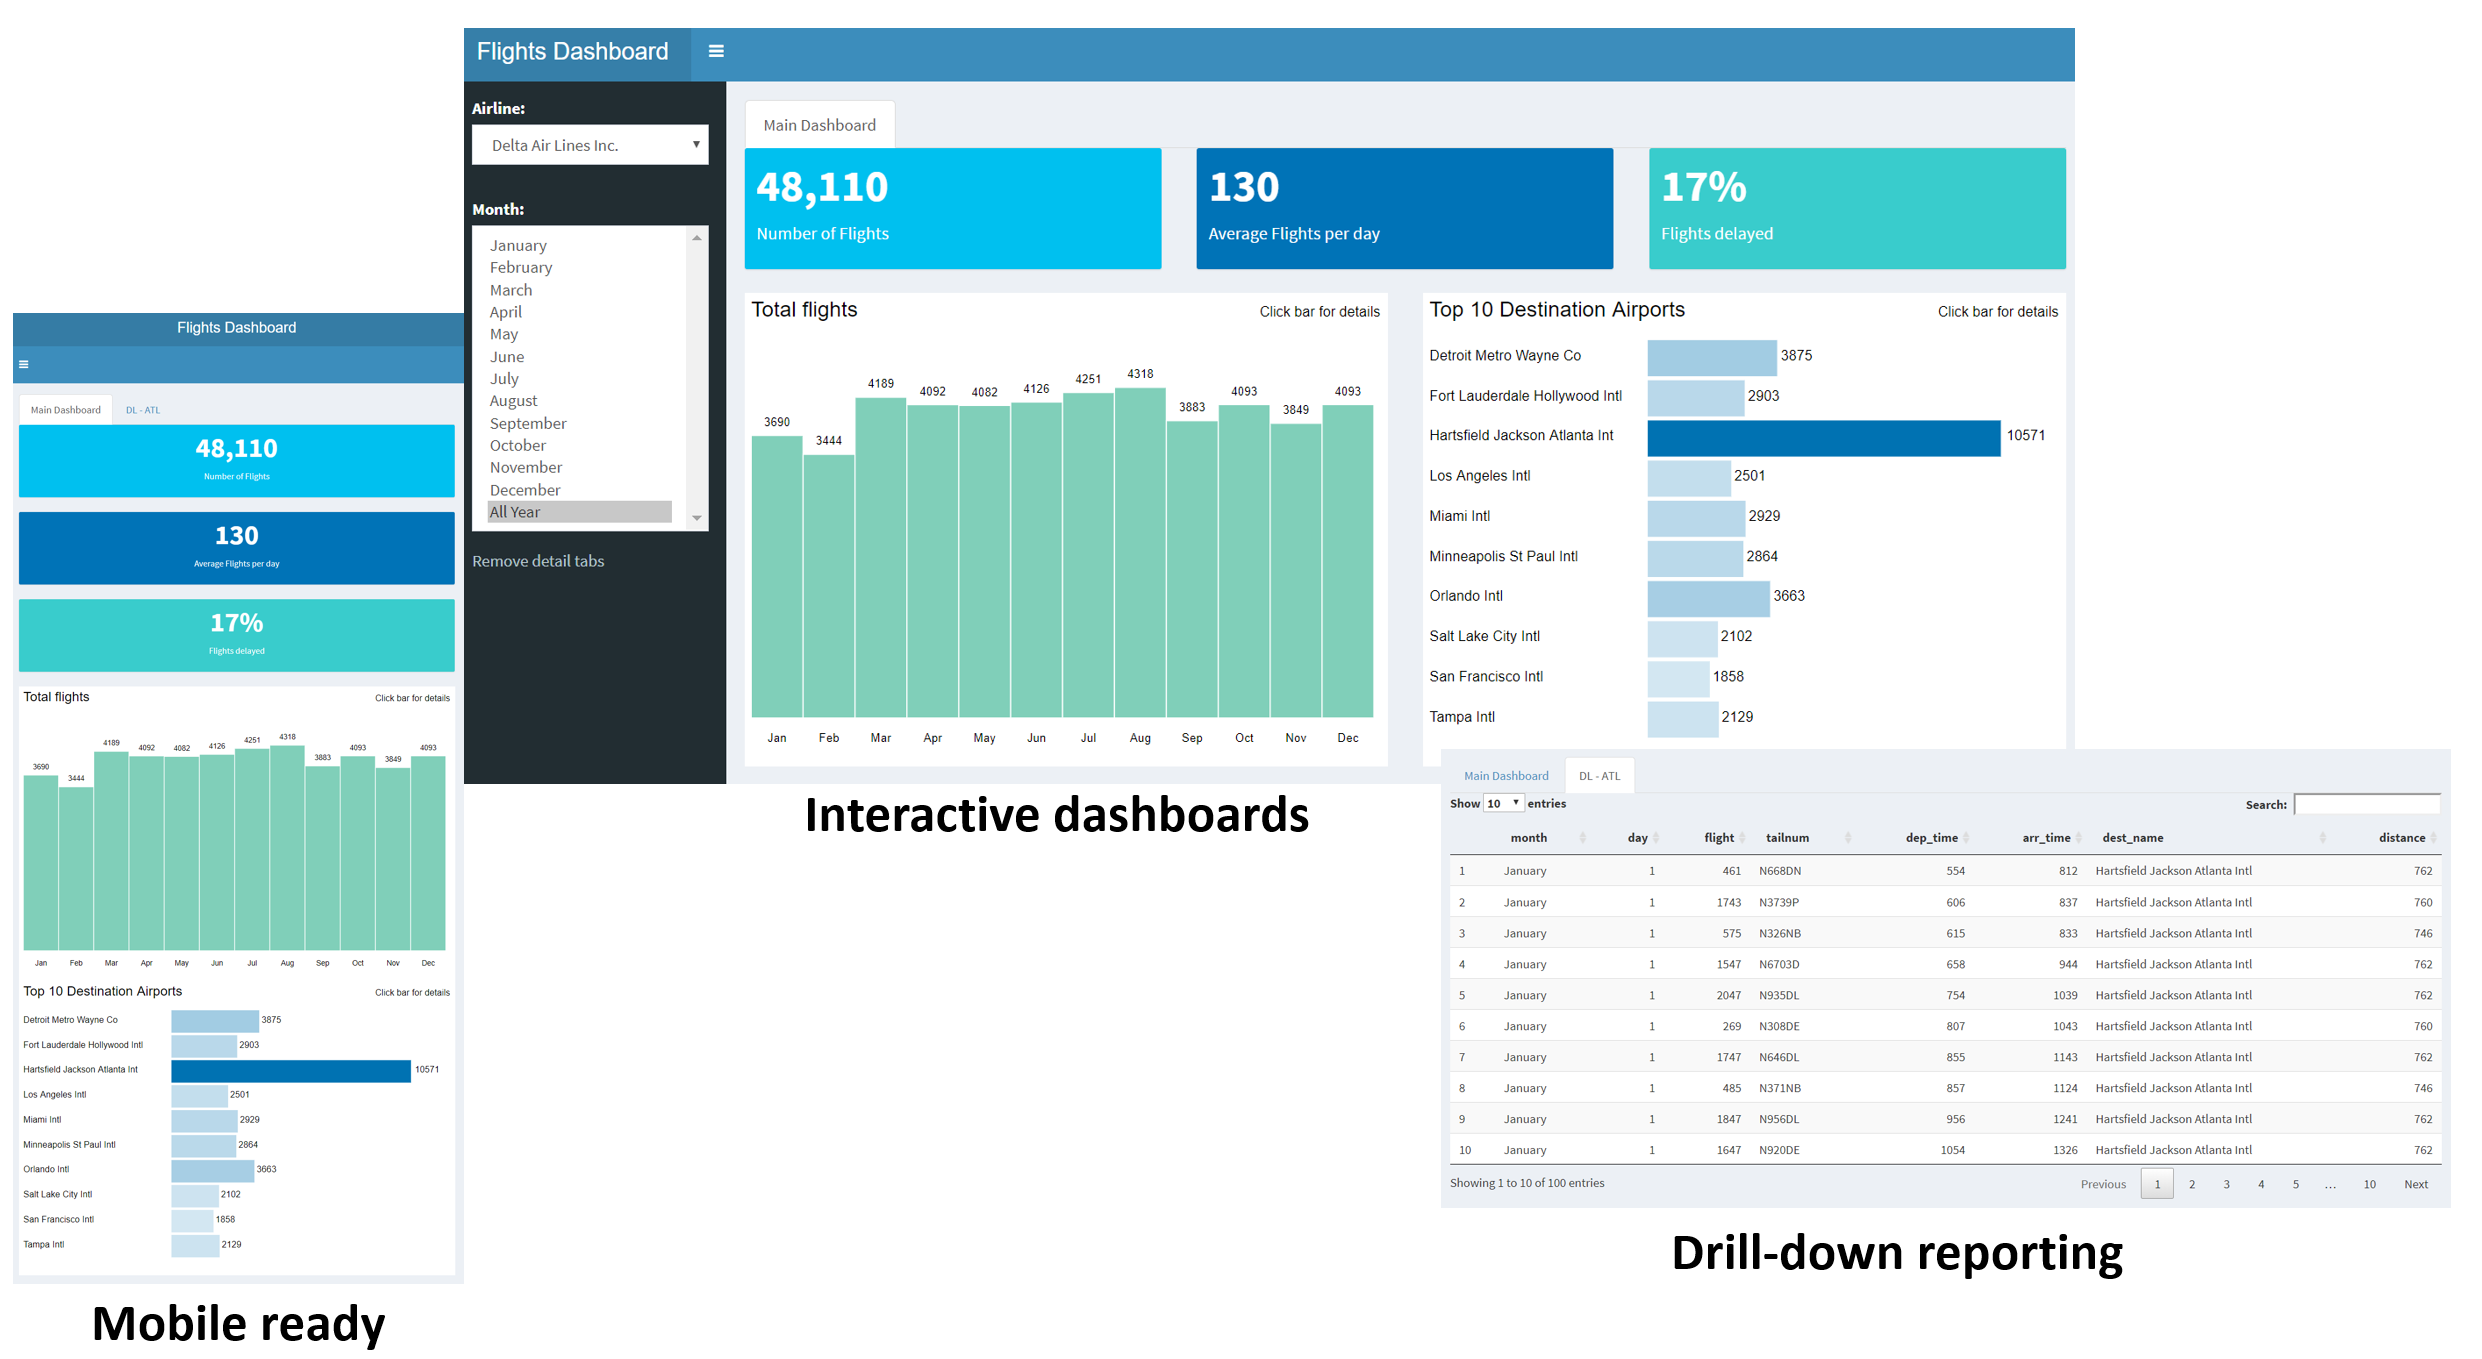 Flights Dashboard
Airline:
Delta Air Lines Inc.
Month:
January
February
March
April
May
June
July
August
September
October
November
December
All Year
Remove detail tabs
Main Dashboard
48,110
Number of Flights
130
Average Flights per day
17%
Flights delayed
Total flights Click bar for details
3690 3444 4189 4092 4082 4126 4251 4318 3883 4093 3849 4093
Jan Feb Mar Apr May Jun Jul Aug Sep Oct Nov Dec
Top 10 Destination Airports Click bar for details
Detroit Metro Wayne Co 3875
Fort Lauderdale Hollywood Intl 2903
Hartsfield Jackson Atlanta Int 10571
Los Angeles Intl 2501
Miami Intl 2929
Minneapolis St Paul Intl 2864
Orlando Intl 3663
Salt Lake City Intl 2102
San Francisco Intl 1858
Tampa Intl 2129
Interactive dashboards
Flights Dashboard
Main Dashboard DL - ATL
48,110
Number of Flights
130
Average Flights per day
17%
Flights delayed
Total flights Click bar for details
3690 3444 4189 4092 4082 4126 4251 4318 3883 4093 3849 4093
Jan Feb Mar Apr May Jun Jul Aug Sep Oct Nov Dec
Top 10 Destination Airports Click bar for details
Detroit Metro Wayne Co 3875
Fort Lauderdale Hollywood Intl 2903
Hartsfield Jackson Atlanta Int 10571
Los Angeles Intl 2501
Miami Intl 2929
Minneapolis St Paul Intl 2864
Orlando Intl 3663
Salt Lake City Intl 2102
San Francisco Intl 1858
Tampa Intl 2129
Mobile ready
Main Dashboard DL - ATL
Show 10 entries Search:
month day flight tailnum dep_time arr_time dest_name distance
1 January 1 461 N668DN 554 812 Hartsfield Jackson Atlanta Intl 762
2 January 1 1743 N3739P 606 837 Hartsfield Jackson Atlanta Intl 760
3 January 1 575 N326NB 615 833 Hartsfield Jackson Atlanta Intl 746
4 January 1 1547 N6703D 658 944 Hartsfield Jackson Atlanta Intl 762
5 January 1 2047 N935DL 754 1039 Hartsfield Jackson Atlanta Intl 762
6 January 1 269 N308DE 807 1043 Hartsfield Jackson Atlanta Intl 760
7 January 1 1747 N646DL 855 1143 Hartsfield Jackson Atlanta Intl 762
8 January 1 485 N371NB 857 1124 Hartsfield Jackson Atlanta Intl 746
9 January 1 1847 N956DL 956 1241 Hartsfield Jackson Atlanta Intl 762
10 January 1 1647 N920DE 1054 1326 Hartsfield Jackson Atlanta Intl 762
Showing 1 to 10 of 100 entries Previous 1 2 3 4 5 ... 10 Next
Drill-down reporting